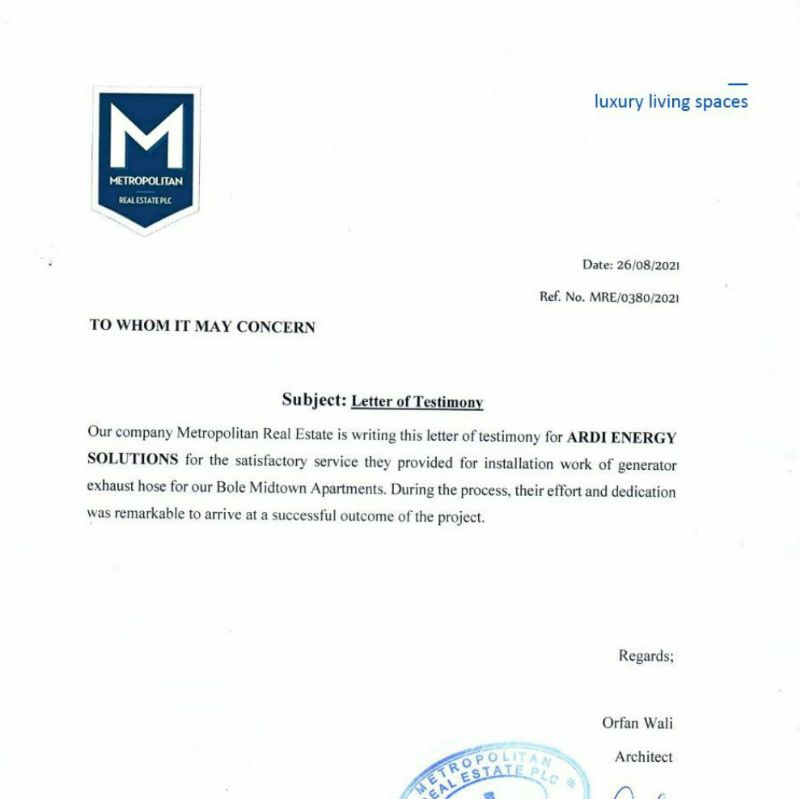 luxury living spaces
M
METROPOLITAN
REAL ESTATE PLC
Date: 26/08/2021
Ref. No. MRE/0380/2021
TO WHOM IT MAY CONCERN
Subject: Letter of Testimony
Our company Metropolitan Real Estate is writing this letter of testimony for ARDI ENERGY
SOLUTIONS for the satisfactory service they provided for installation work of generator
exhaust hose for our Bole Midtown Apartments. During the process, their effort and dedication
was remarkable to arrive at a successful outcome of the project.
Regards;
Orfan Wali
Architect
METROPOLITAN
REAL ESTATE PLC